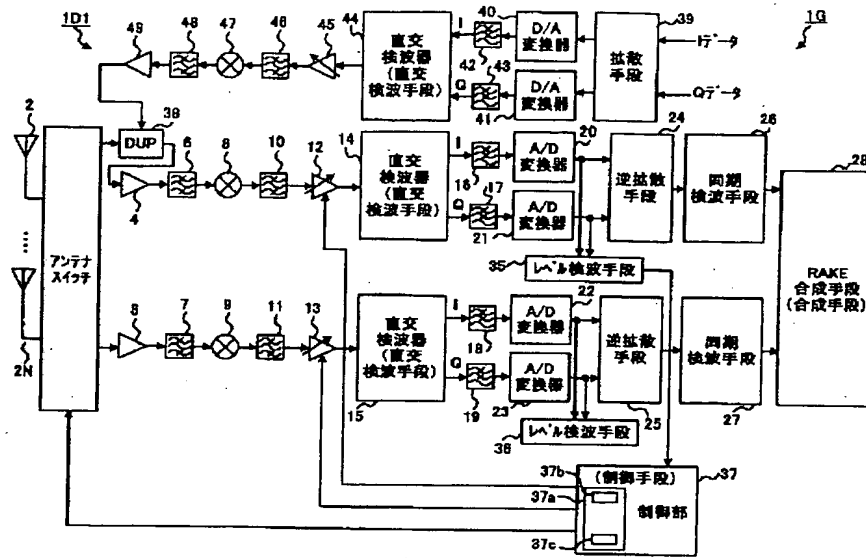 1D1
49
48
47
46
45
44
直交
検波器
(直交
検波手段)
I
Q
42
43
40
D/A
変換器
D/A
変換器
41
39
拡散
手段
Iデータ
Qデータ
1G
2
アンテナ
スイッチ
2N
38
DUP
4
6
8
10
12
14
直交
検波器
(直交
検波手段)
I
Q
16
17
20
A/D
変換器
A/D
変換器
21
24
逆拡散
手段
26
同期
検波手段
28
RAKE
合成手段
(合成手段)
35
レベル検波手段
7
9
11
13
直交
検波器
(直交
検波手段)
15
I
Q
18
19
22
A/D
変換器
A/D
変換器
23
逆拡散
手段
25
同期
検波手段
27
36
レベル検波手段
37
(制御手段)
制御部
37b
37a
37c